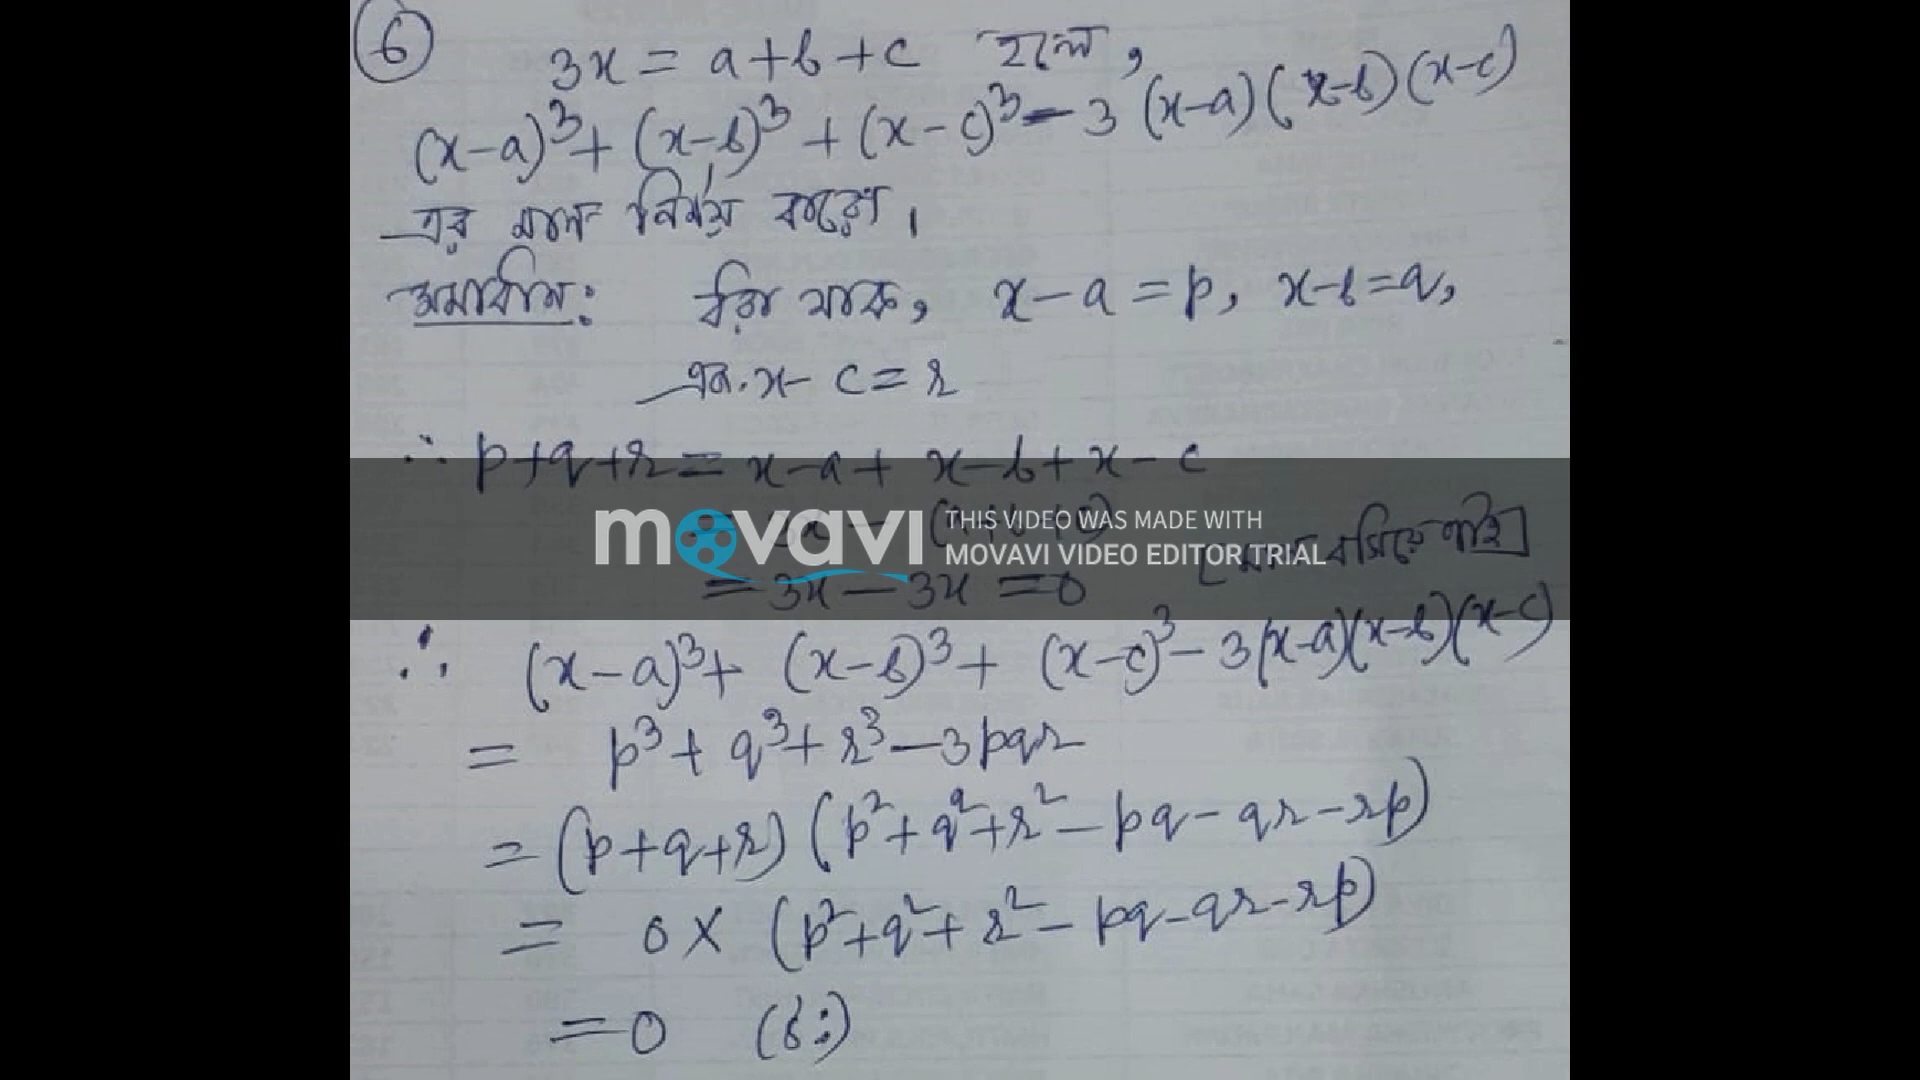 6
3x = a+b+c হলে,
(x-a)³+ (x-b)³ + (x-c)³ - 3 (x-a) (x-b) (x-c)
এর মান নির্ণয় করো।
সমাধান: ধরা যাক, x-a = p, x-b = q,
এবং x-c = r
∴ p+q+r = x-a + x-b + x-c
= 3x - (a+b+c)
movavi THIS VIDEO WAS MADE WITH
MOVAVI VIDEO EDITOR TRIAL
= 3x - 3x = 0 [বসিয়ে পাই]
∴ (x-a)³+ (x-b)³+ (x-c)³- 3(x-a)(x-b)(x-c)
= p³+ q³+ r³-3pqr
= (p+q+r) (p²+q²+r²- pq- qr-rp)
= 0 × (p²+q²+r²- pq-qr-rp)
= 0 (উঃ)